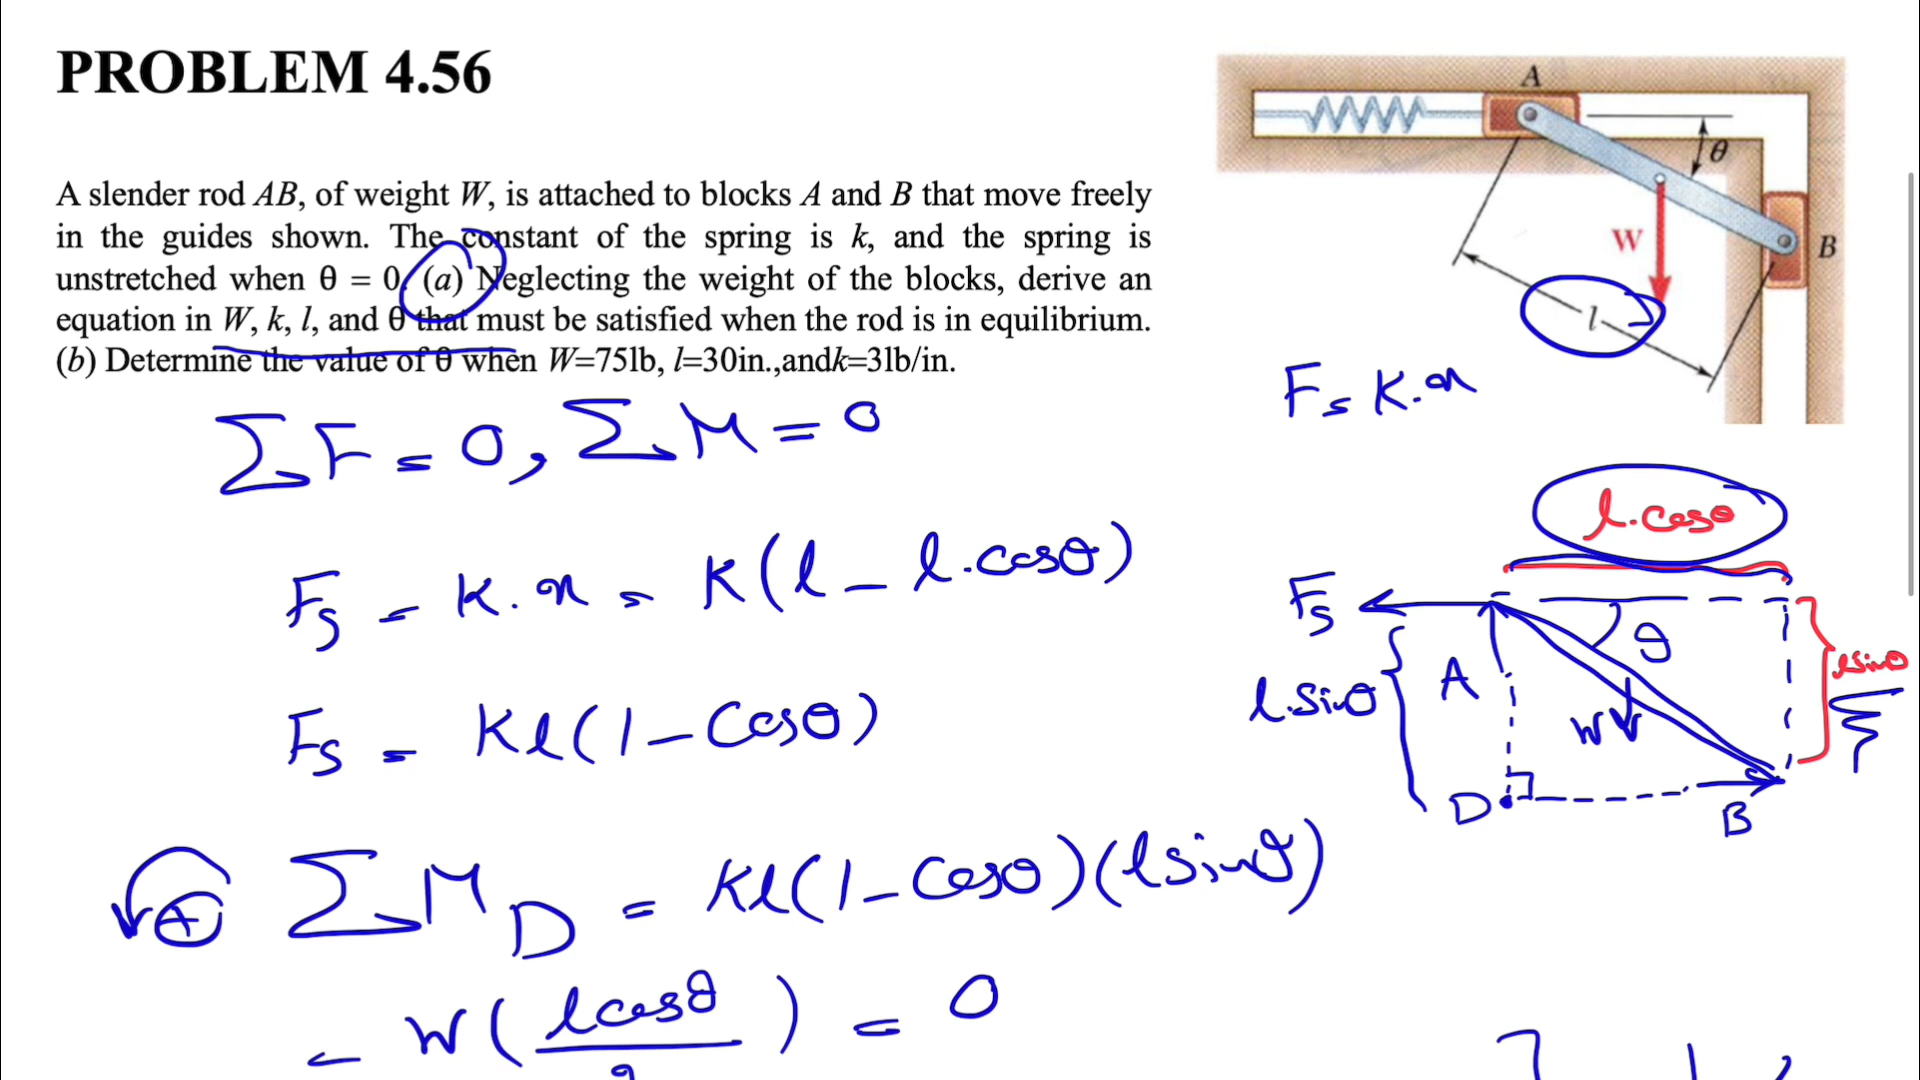 PROBLEM 4.56
A slender rod AB, of weight W, is attached to blocks A and B that move freely
in the guides shown. The constant of the spring is k, and the spring is
unstretched when θ = 0. (a) Neglecting the weight of the blocks, derive an
equation in W, k, l, and θ that must be satisfied when the rod is in equilibrium.
(b) Determine the value of θ when W=75lb, l=30in.,andk=3lb/in.
A
θ
W
B
l
F = K.x
ΣF = 0, ΣM = 0
l.cosθ
Fs = K.x = K(l - l.cosθ)
Fs
θ
l.sinθ
A
l.sinθ
W
Fs = Kl(1-Cosθ)
D
B
+ ΣM D = Kl(1-Cosθ)(lsinθ)
- W(lcosθ/2) = 0